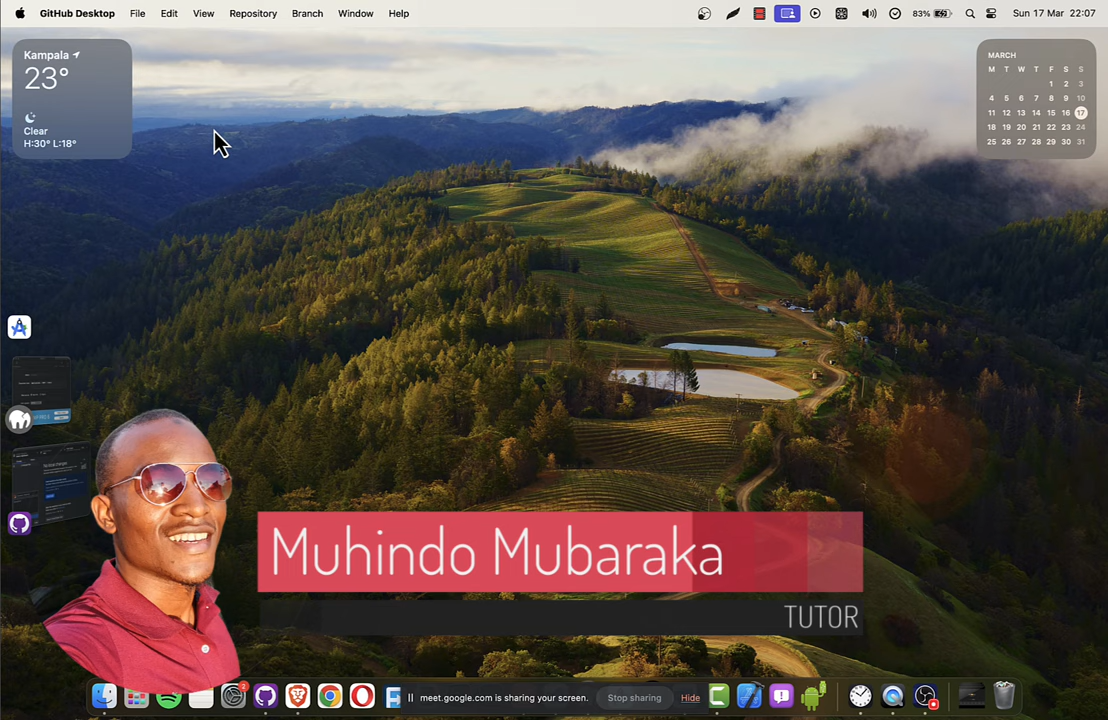 GitHub Desktop File Edit View Repository Branch Window Help 83% Sun 17 Mar 22:07
Kampala
23°
Clear
H:30° L:18°
MARCH
M T W T F S S
1 2 3
4 5 6 7 8 9 10
11 12 13 14 15 16 17
18 19 20 21 22 23 24
25 26 27 28 29 30 31
Muhindo Mubaraka
TUTOR
2
meet.google.com is sharing your screen. Stop sharing Hide